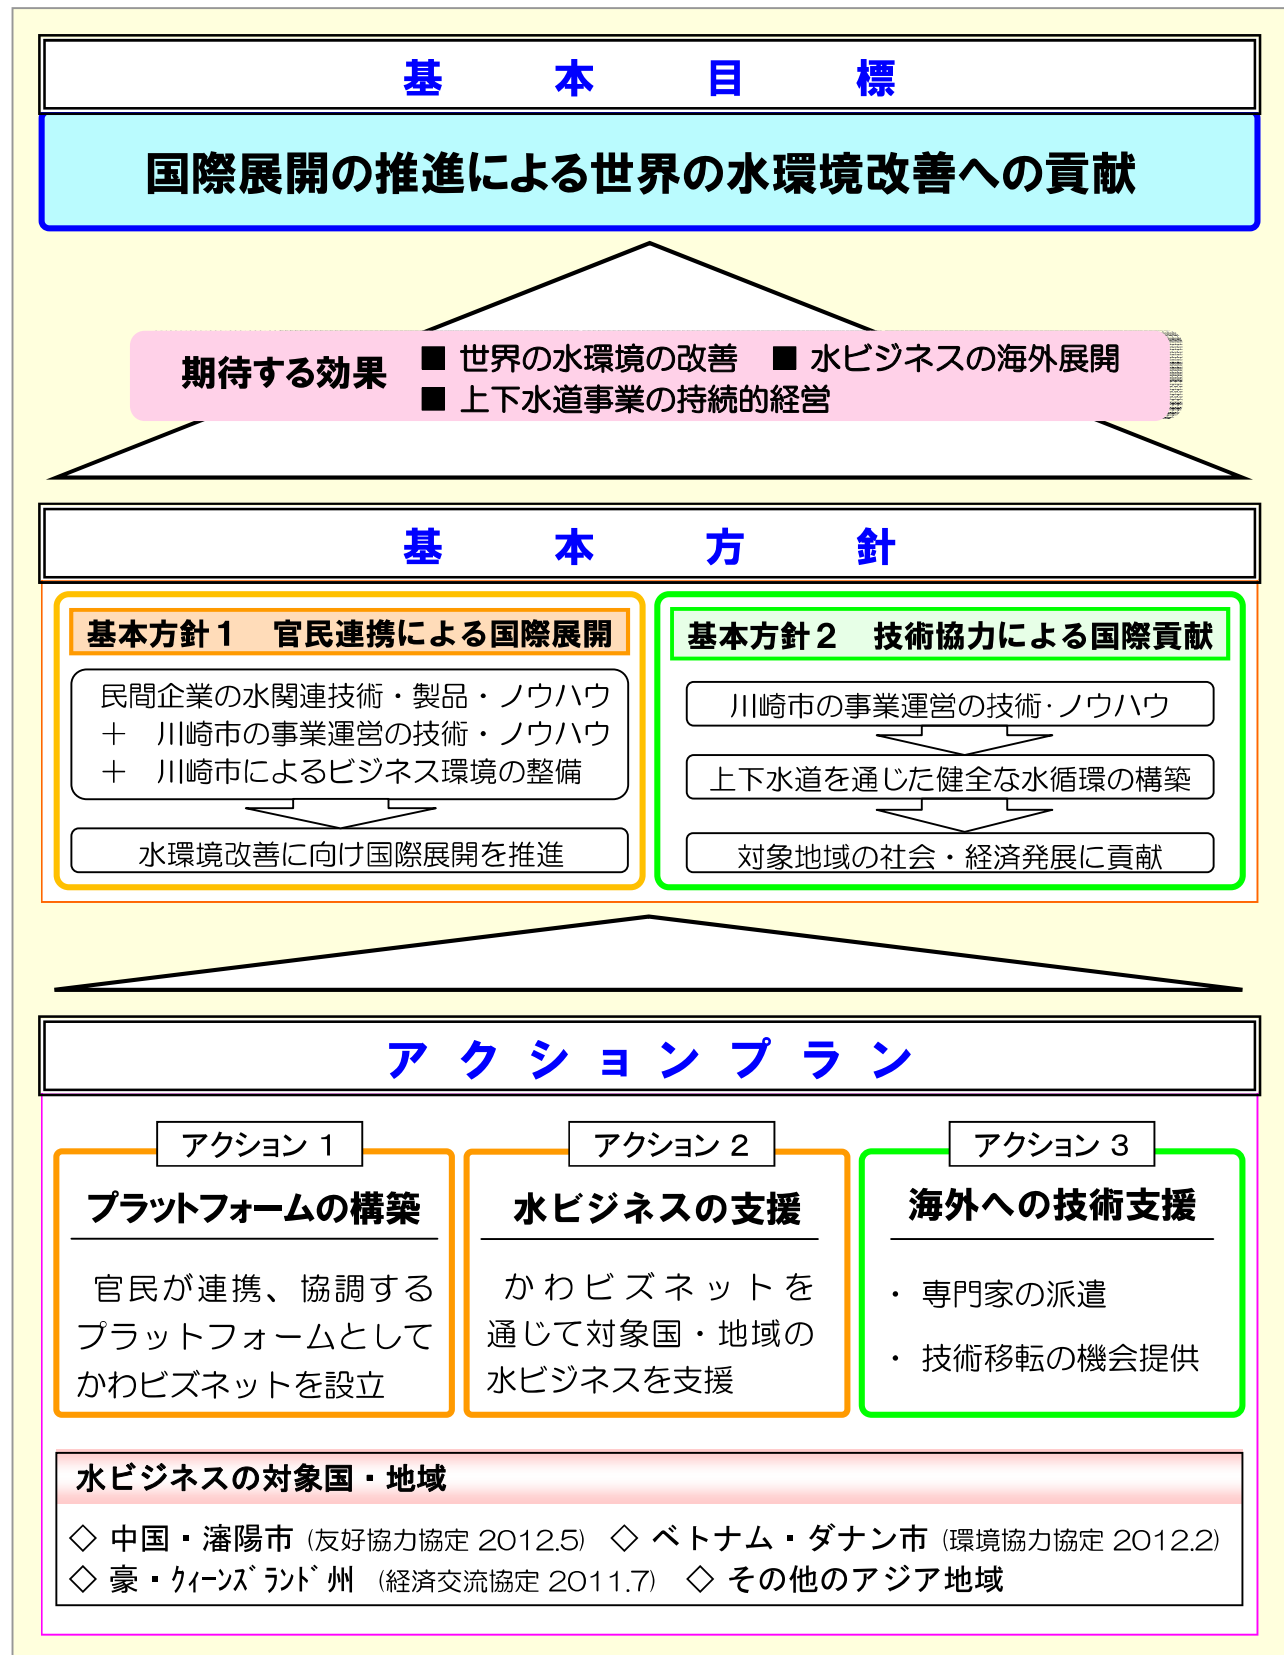 基本目標
国際展開の推進による世界の水環境改善への貢献
期待する効果
■ 世界の水環境の改善 ■ 水ビジネスの海外展開
■ 上下水道事業の持続的経営
基本方針
基本方針1 官民連携による国際展開
民間企業の水関連技術・製品・ノウハウ
＋ 川崎市の事業運営の技術・ノウハウ
＋ 川崎市によるビジネス環境の整備
水環境改善に向け国際展開を推進
基本方針2 技術協力による国際貢献
川崎市の事業運営の技術・ノウハウ
上下水道を通じた健全な水循環の構築
対象地域の社会・経済発展に貢献
アクションプラン
アクション 1
プラットフォームの構築
官民が連携、協調する
プラットフォームとして
かわビズネットを設立
アクション 2
水ビジネスの支援
かわビズネットを
通じて対象国・地域の
水ビジネスを支援
アクション 3
海外への技術支援
・ 専門家の派遣
・ 技術移転の機会提供
水ビジネスの対象国・地域
◇ 中国・瀋陽市 (友好協力協定 2012.5) ◇ ベトナム・ダナン市 (環境協力協定 2012.2)
◇ 豪・ｸｨｰﾝｽﾞﾗﾝﾄﾞ州 (経済交流協定 2011.7) ◇ その他のアジア地域